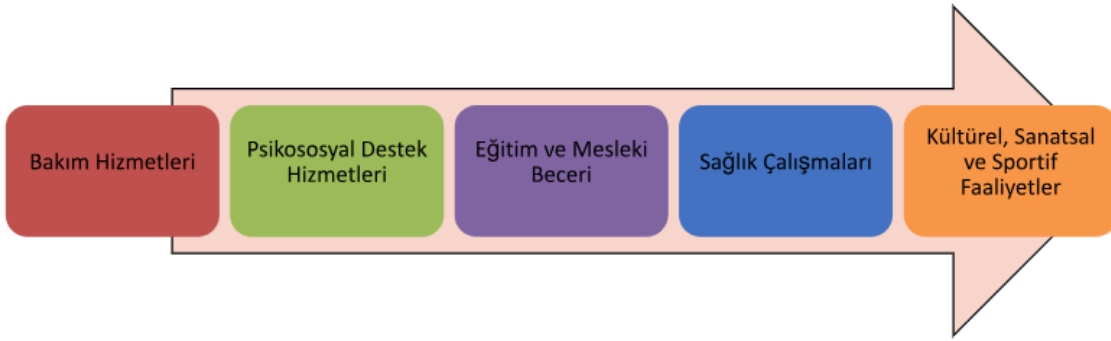 Bakım Hizmetleri
Psikososyal Destek
Hizmetleri
Eğitim ve Mesleki
Beceri
Sağlık Çalışmaları
Kültürel, Sanatsal
ve Sportif
Faaliyetler